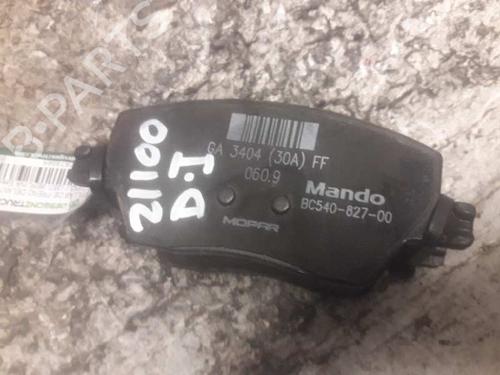 GA 3404 (30A) FF
060.9
Mando
BC540-827-00
MOPAR
21100
D.I
B-PARTS